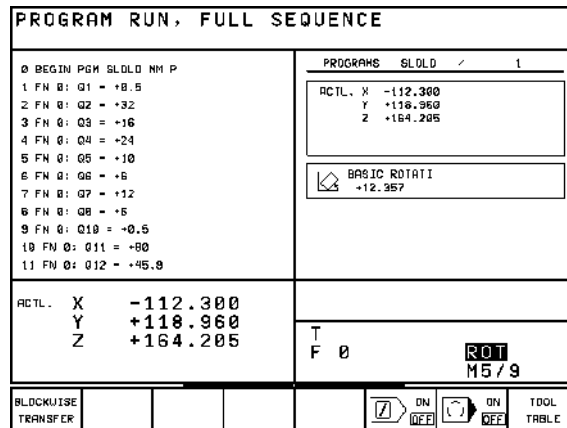 PROGRAM RUN, FULL SEQUENCE
0 BEGIN PGM SLOLD NM P
1 FN 0: Q1 = +0.5
2 FN 0: Q2 = +32
3 FN 0: Q3 = +16
4 FN 0: Q4 = +24
5 FN 0: Q5 = +10
6 FN 0: Q6 = +6
7 FN 0: Q7 = +12
8 FN 0: Q8 = +5
9 FN 0: Q10 = +0.5
10 FN 0: Q11 = +80
11 FN 0: Q12 = +45.9
PROGRAMS SLOLD / 1
ACTL. X -112.300
Y +118.960
Z +164.205
BASIC ROTATI
+12.357
ACTL. X -112.300
Y +118.960
Z +164.205
T
F 0 ROT
M5/9
BLOCKWISE
TRANSFER
ON
OFF
ON
OFF
TOOL
TABLE